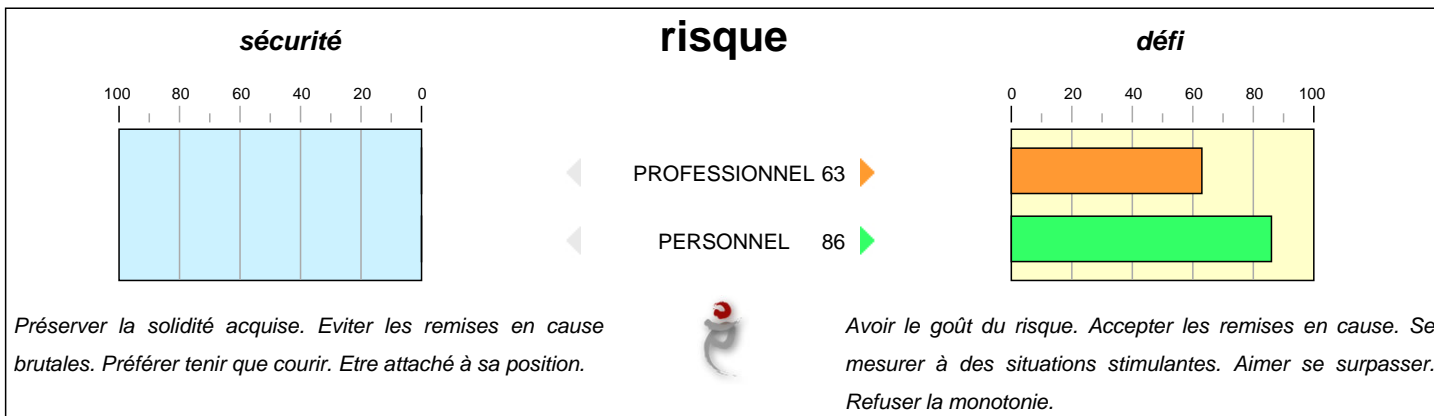 sécurité
risque
défi
100 80 60 40 20 0
0 20 40 60 80 100
PROFESSIONNEL 63
PERSONNEL 86
Préserver la solidité acquise. Eviter les remises en cause
brutales. Préférer tenir que courir. Etre attaché à sa position.
Avoir le goût du risque. Accepter les remises en cause. Se
mesurer à des situations stimulantes. Aimer se surpasser.
Refuser la monotonie.